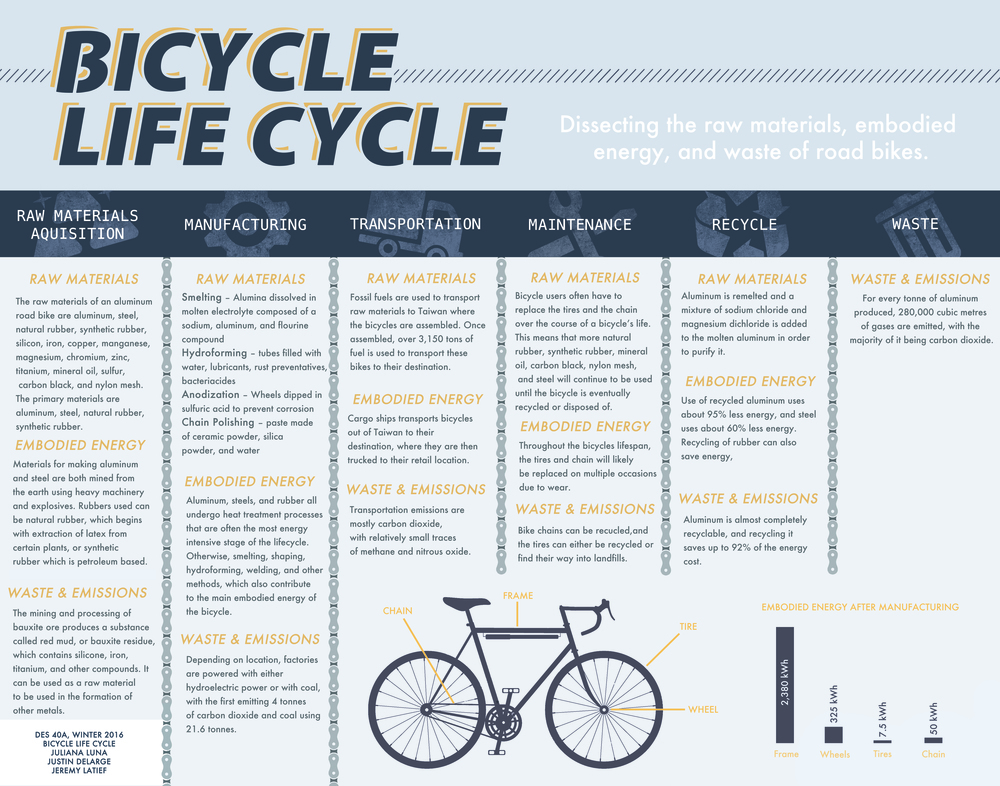 BICYCLE
LIFE CYCLE
Dissecting the raw materials, embodied
energy, and waste of road bikes.
RAW MATERIALS
AQUISITION
MANUFACTURING
TRANSPORTATION
MAINTENANCE
RECYCLE
WASTE
RAW MATERIALS
The raw materials of an aluminum
road bike are aluminum, steel,
natural rubber, synthetic rubber,
silicon, iron, copper, manganese,
magnesium, chromium, zinc,
titanium, mineral oil, sulfur,
carbon black, and nylon mesh.
The primary materials are
aluminum, steel, natural rubber,
synthetic rubber.
EMBODIED ENERGY
Materials for making aluminum
and steel are both mined from
the earth using heavy machinery
and explosives. Rubbers used can
be natural rubber, which begins
with extraction of latex from
certain plants, or synthetic
rubber which is petroleum based.
WASTE & EMISSIONS
The mining and processing of
bauxite ore produces a substance
called red mud, or bauxite residue,
which contains silicone, iron,
titanium, and other compounds. It
can be used as a raw material
to be used in the formation of
other metals.
DES 40A, WINTER 2016
BICYCLE LIFE CYCLE
JULIANA LUNA
JUSTIN DELARGE
JEREMY LATIEF
RAW MATERIALS
Smelting – Alumina dissolved in
molten electrolyte composed of a
sodium, aluminum, and flourine
compound
Hydroforming – tubes filled with
water, lubricants, rust preventatives,
bacteriacides
Anodization – Wheels dipped in
sulfuric acid to prevent corrosion
Chain Polishing – paste made
of ceramic powder, silica
powder, and water
EMBODIED ENERGY
Aluminum, steels, and rubber all
undergo heat treatment processes
that are often the most energy
intensive stage of the lifecycle.
Otherwise, smelting, shaping,
hydroforming, welding, and other
methods, which also contribute
to the main embodied energy of
the bicycle.
WASTE & EMISSIONS
Depending on location, factories
are powered with either
hydroelectric power or with coal,
with the first emitting 4 tonnes
of carbon dioxide and coal using
21.6 tonnes.
RAW MATERIALS
Fossil fuels are used to transport
raw materials to Taiwan where
the bicycles are assembled. Once
assembled, over 3,150 tons of
fuel is used to transport these
bikes to their destination.
EMBODIED ENERGY
Cargo ships transports bicycles
out of Taiwan to their
destination, where they are then
trucked to their retail location.
WASTE & EMISSIONS
Transportation emissions are
mostly carbon dioxide,
with relatively small traces
of methane and nitrous oxide.
RAW MATERIALS
Bicycle users often have to
replace the tires and the chain
over the course of a bicycle's life.
This means that more natural
rubber, synthetic rubber, mineral
oil, carbon black, nylon mesh,
and steel will continue to be used
until the bicycle is eventually
recycled or disposed of.
EMBODIED ENERGY
Throughout the bicycles lifespan,
the tires and chain will likely
be replaced on multiple occasions
due to wear.
WASTE & EMISSIONS
Bike chains can be recucled,and
the tires can either be recycled or
find their way into landfills.
RAW MATERIALS
Aluminum is remelted and a
mixture of sodium chloride and
magnesium dichloride is added
to the molten aluminum in order
to purify it.
EMBODIED ENERGY
Use of recycled aluminum uses
about 95% less energy, and steel
uses about 60% less energy.
Recycling of rubber can also
save energy,
WASTE & EMISSIONS
Aluminum is almost completely
recyclable, and recycling it
saves up to 92% of the energy
cost.
WASTE & EMISSIONS
For every tonne of aluminum
produced, 280,000 cubic metres
of gases are emitted, with the
majority of it being carbon dioxide.
CHAIN
FRAME
TIRE
WHEEL
EMBODIED ENERGY AFTER MANUFACTURING
2,380 kWh
325 kWh
7.5 kWh
50 kWh
Frame
Wheels
Tires
Chain